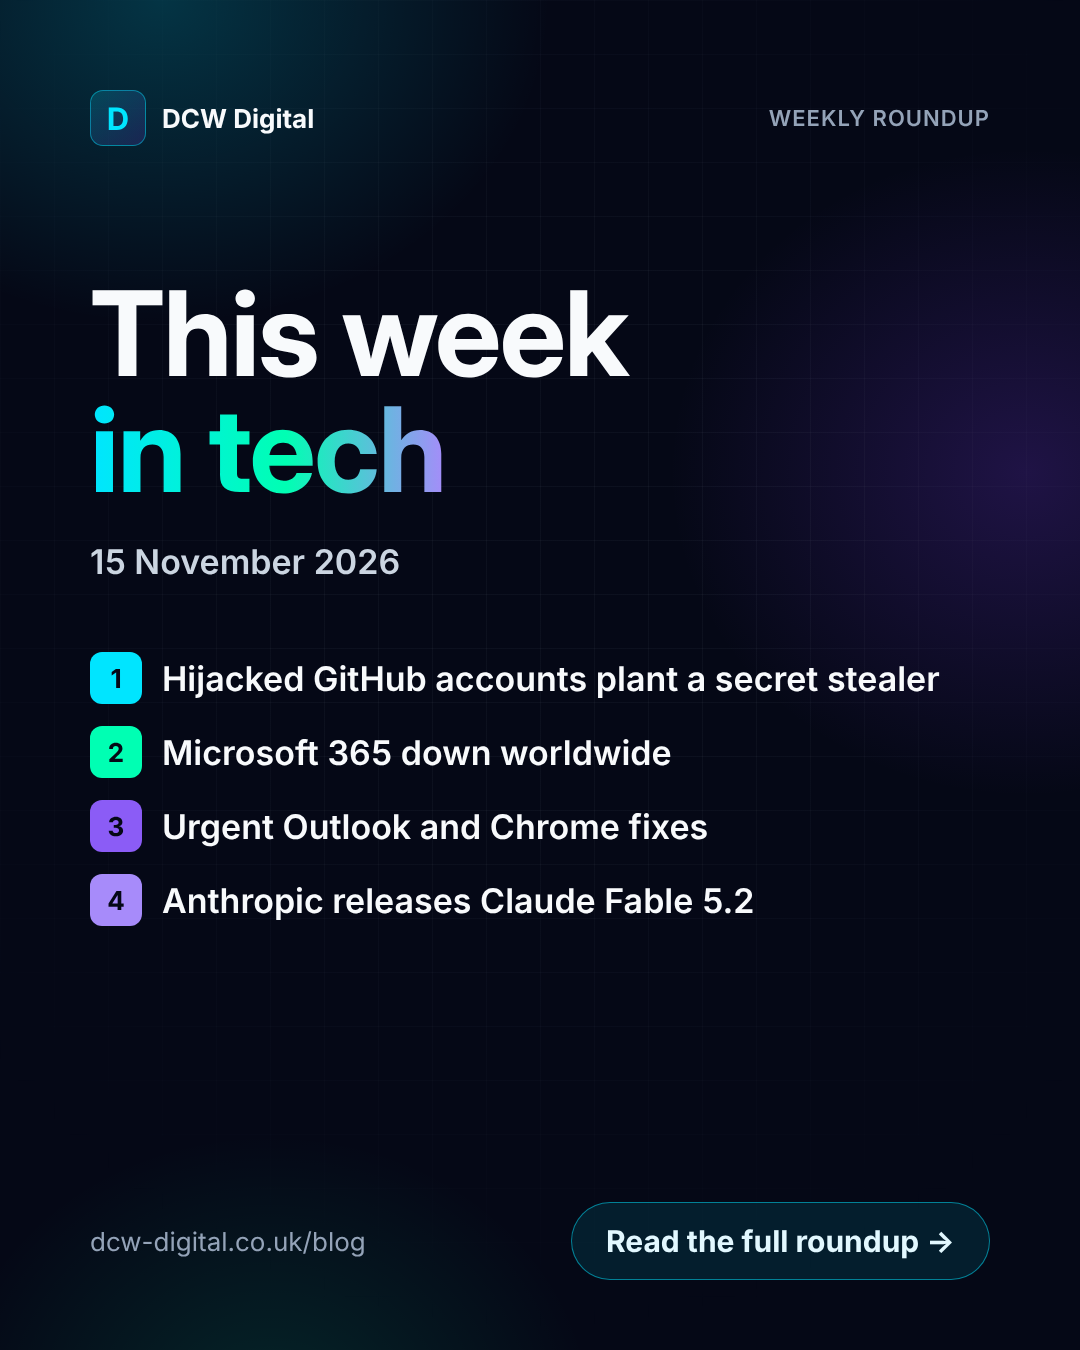 D
DCW Digital
WEEKLY ROUNDUP
This week
in tech
15 November 2026
1 Hijacked GitHub accounts plant a secret stealer
2 Microsoft 365 down worldwide
3 Urgent Outlook and Chrome fixes
4 Anthropic releases Claude Fable 5.2
dcw-digital.co.uk/blog
Read the full roundup →